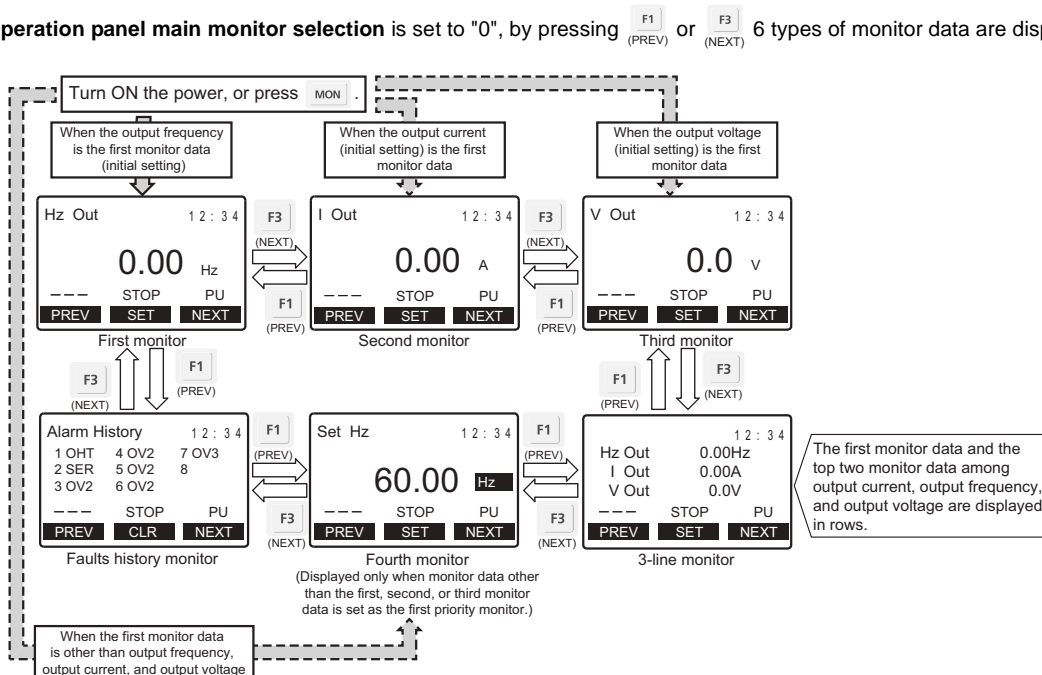 peration panel main monitor selection is set to "0", by pressing F1 (PREV) or F3 (NEXT) 6 types of monitor data are disp
Turn ON the power, or press MON .
When the output frequency
is the first monitor data
(initial setting)
When the output current
(initial setting) is the first
monitor data
When the output voltage
(initial setting) is the first
monitor data
Hz Out 12:34
0.00 Hz
--- STOP PU
PREV SET NEXT
First monitor
F3
(NEXT)
F1
(PREV)
I Out 12:34
0.00 A
--- STOP PU
PREV SET NEXT
Second monitor
F3
(NEXT)
F1
(PREV)
V Out 12:34
0.0 V
--- STOP PU
PREV SET NEXT
Third monitor
F3
(NEXT)
F1
(PREV)
F1
(PREV)
F3
(NEXT)
Alarm History 12:34
1 OHT 4 OV2 7 OV3
2 SER 5 OV2 8
3 OV2 6 OV2
--- STOP PU
PREV CLR NEXT
Faults history monitor
F1
(PREV)
F3
(NEXT)
Set Hz 12:34
60.00 Hz
--- STOP PU
PREV SET NEXT
Fourth monitor
(Displayed only when monitor data other
than the first, second, or third monitor
data is set as the first priority monitor.)
F1
(PREV)
F3
(NEXT)
12:34
Hz Out 0.00Hz
I Out 0.00A
V Out 0.0V
--- STOP PU
PREV SET NEXT
3-line monitor
The first monitor data and the
top two monitor data among
output current, output frequency,
and output voltage are displayed
in rows.
When the first monitor data
is other than output frequency,
output current, and output voltage